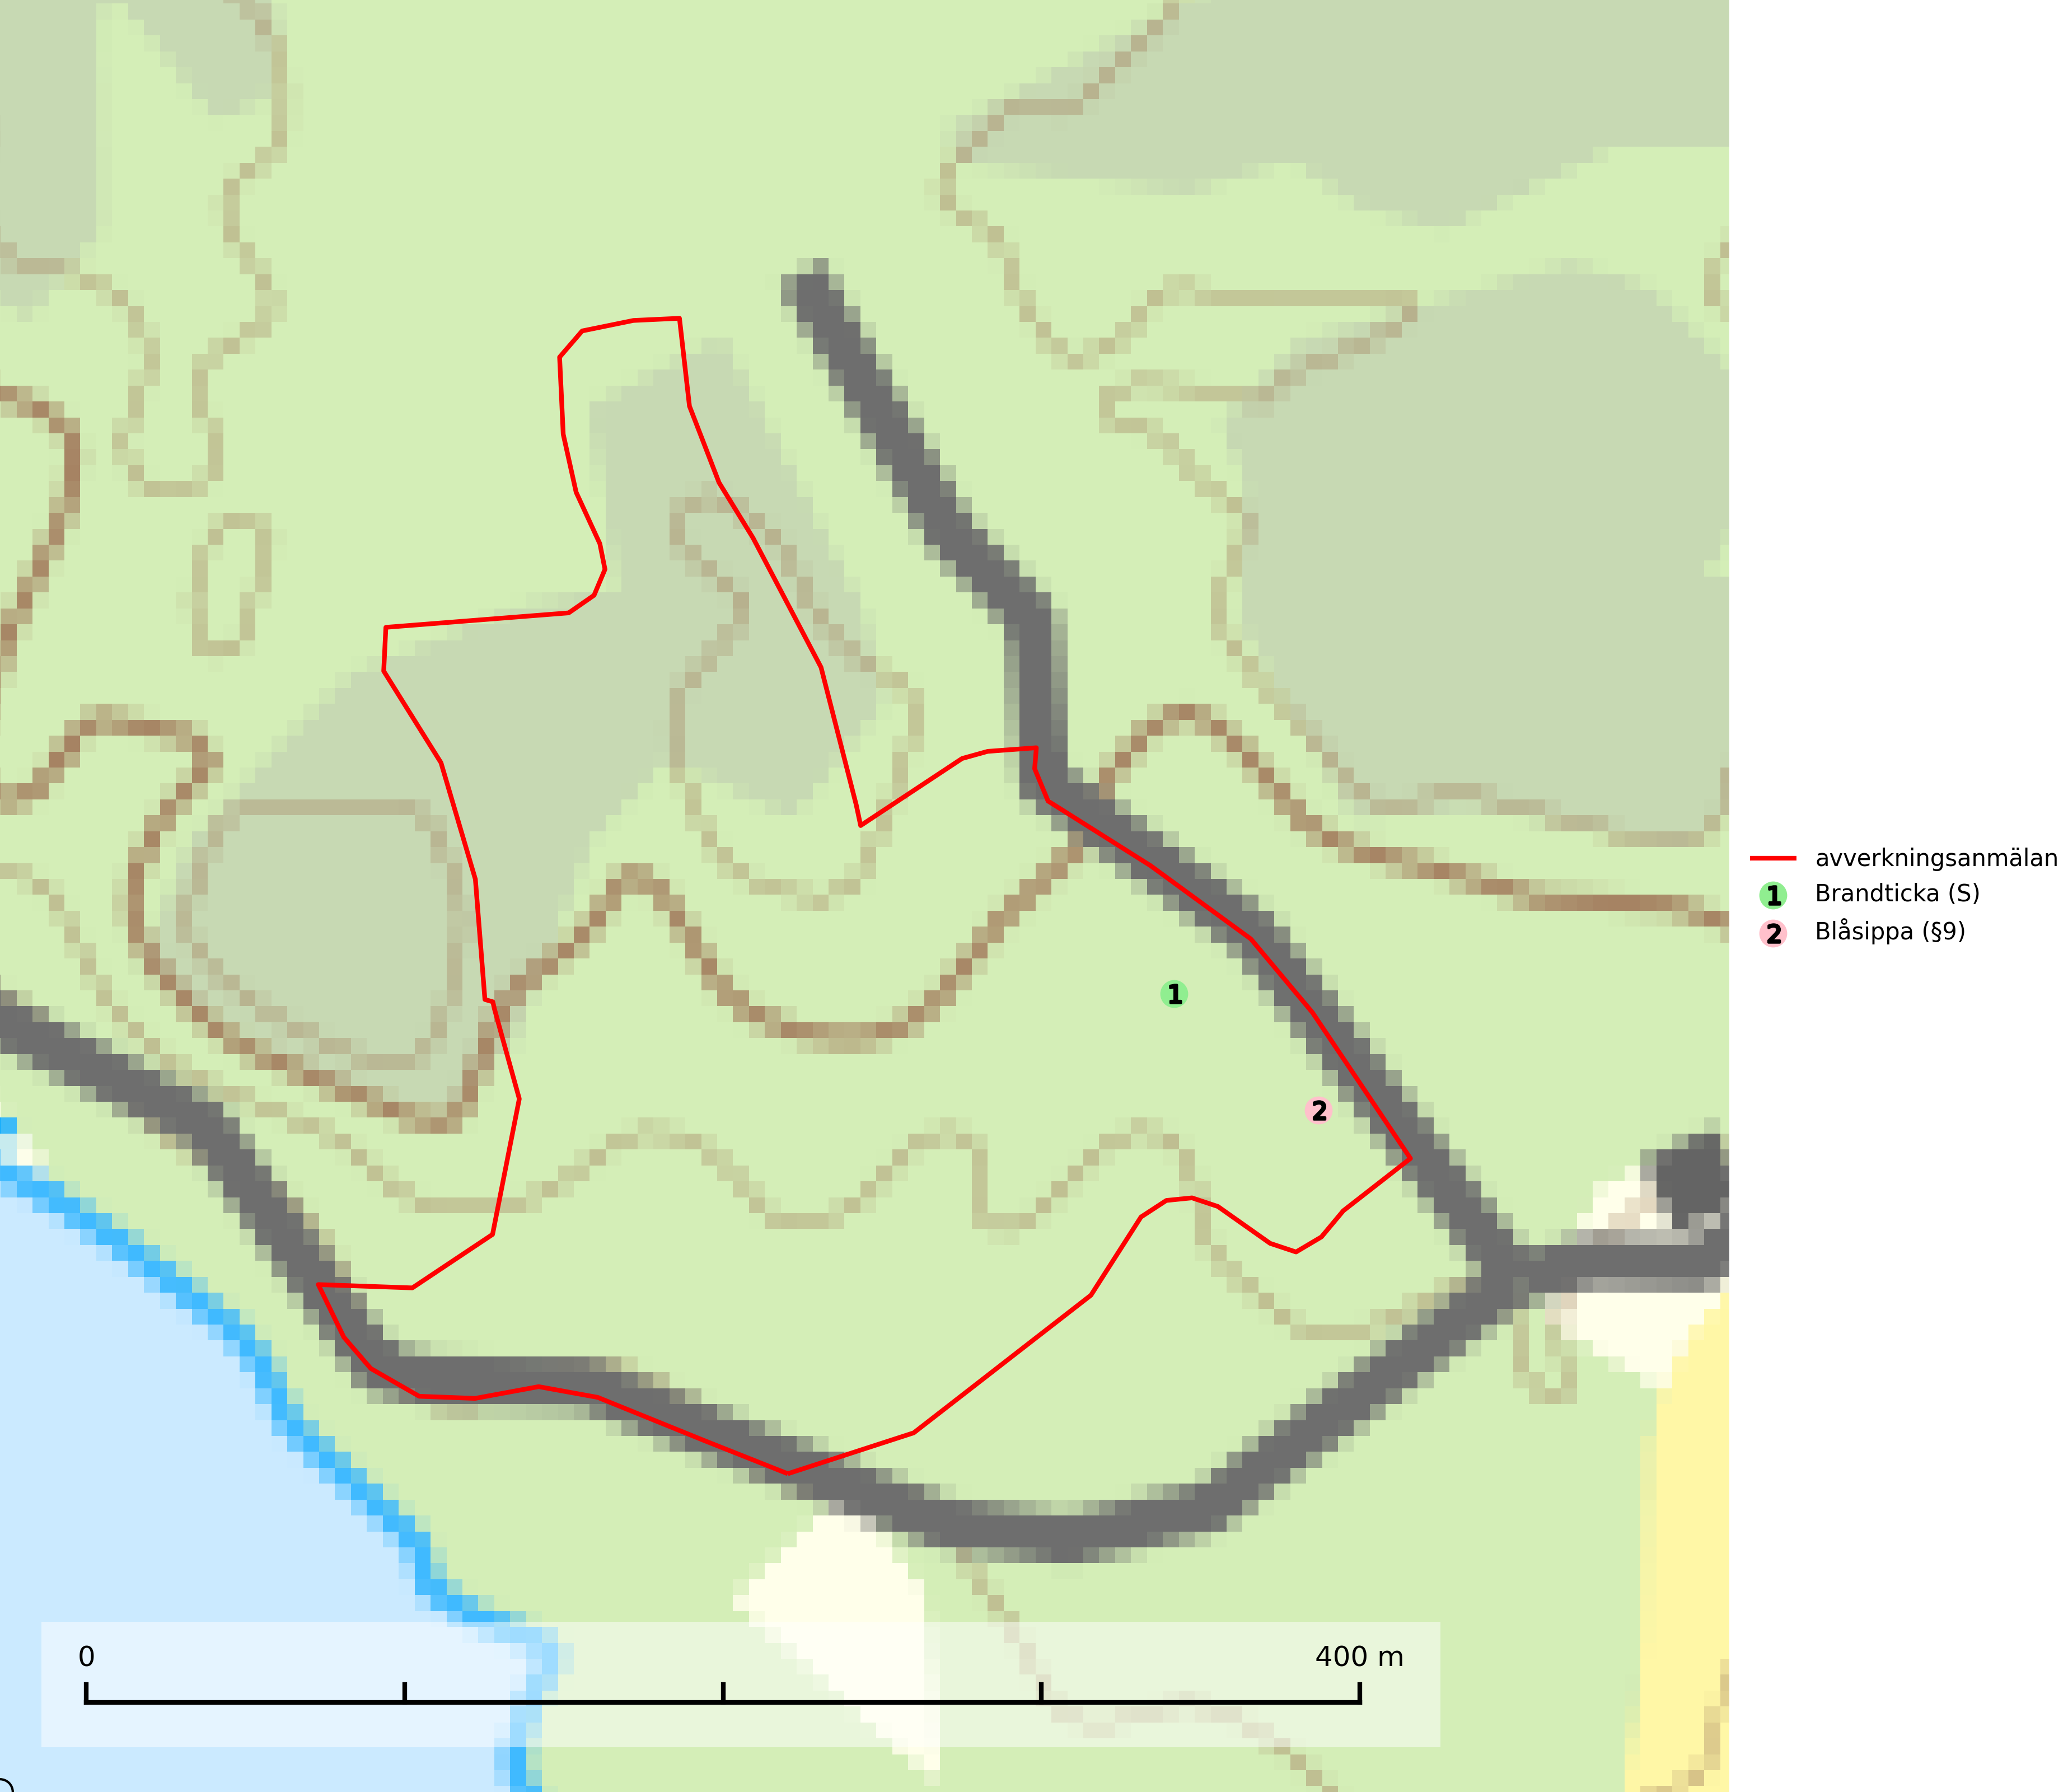 avverkningsanmälan
1 Brandticka (S)
2 Blåsippa (§9)
1
2
0 400 m